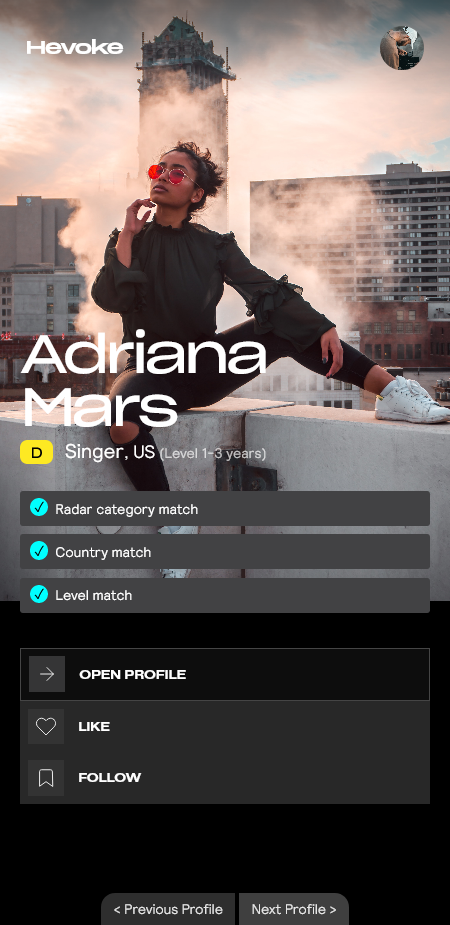 Hevoke
Adriana
Mars
D Singer, US (Level 1-3 years)
Radar category match
Country match
Level match
OPEN PROFILE
LIKE
FOLLOW
< Previous Profile Next Profile >